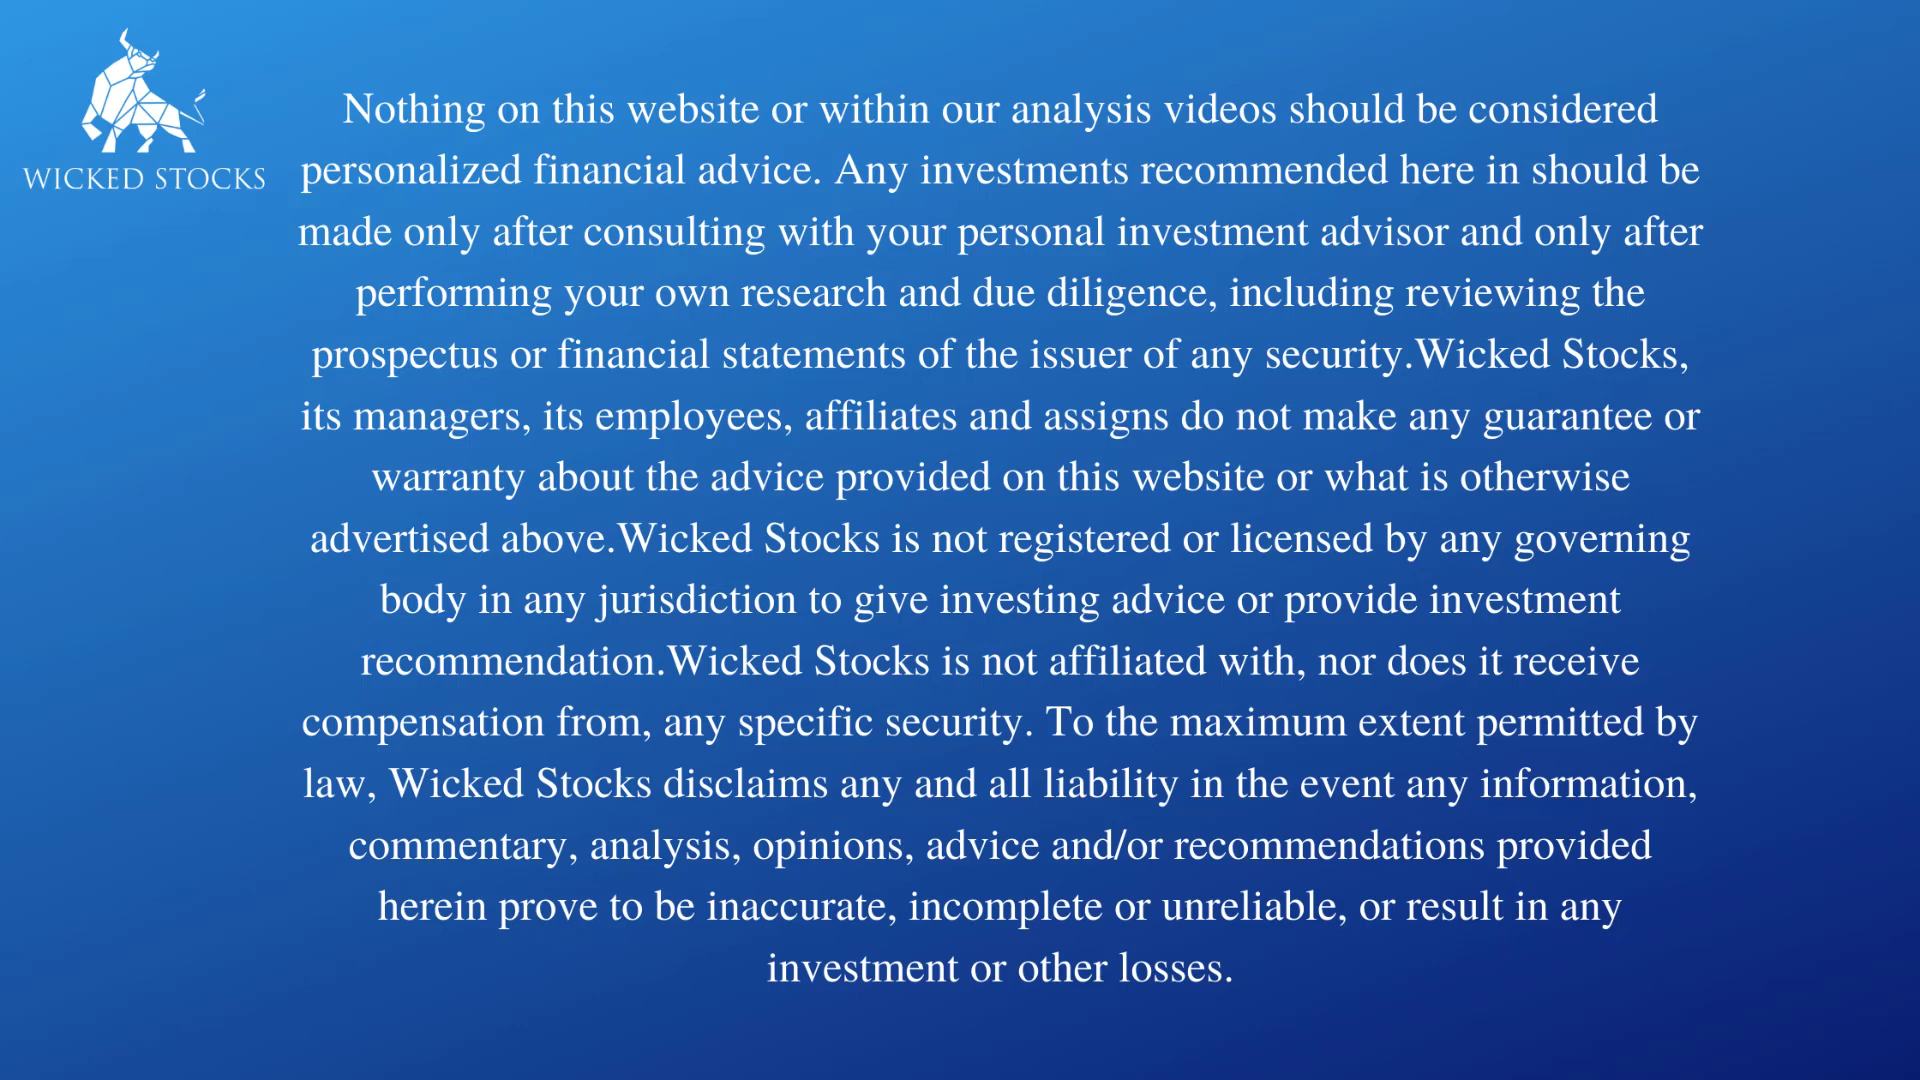 WICKED STOCKS
Nothing on this website or within our analysis videos should be considered
personalized financial advice. Any investments recommended here in should be
made only after consulting with your personal investment advisor and only after
performing your own research and due diligence, including reviewing the
prospectus or financial statements of the issuer of any security.Wicked Stocks,
its managers, its employees, affiliates and assigns do not make any guarantee or
warranty about the advice provided on this website or what is otherwise
advertised above.Wicked Stocks is not registered or licensed by any governing
body in any jurisdiction to give investing advice or provide investment
recommendation.Wicked Stocks is not affiliated with, nor does it receive
compensation from, any specific security. To the maximum extent permitted by
law, Wicked Stocks disclaims any and all liability in the event any information,
commentary, analysis, opinions, advice and/or recommendations provided
herein prove to be inaccurate, incomplete or unreliable, or result in any
investment or other losses.